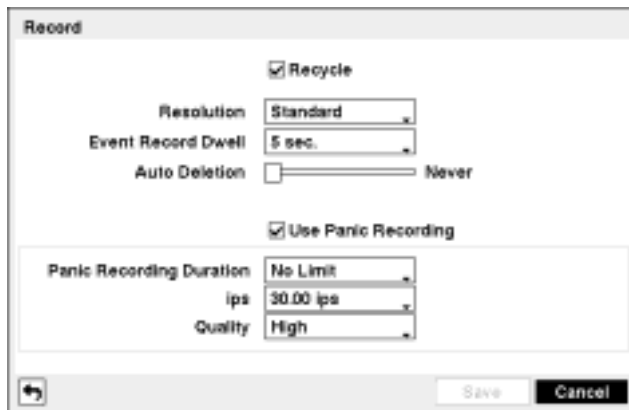 Record
Recycle
Resolution Standard
Event Record Dwell 5 sec.
Auto Deletion Never
Use Panic Recording
Panic Recording Duration No Limit
ips 30.00 ips
Quality High
Save Cancel